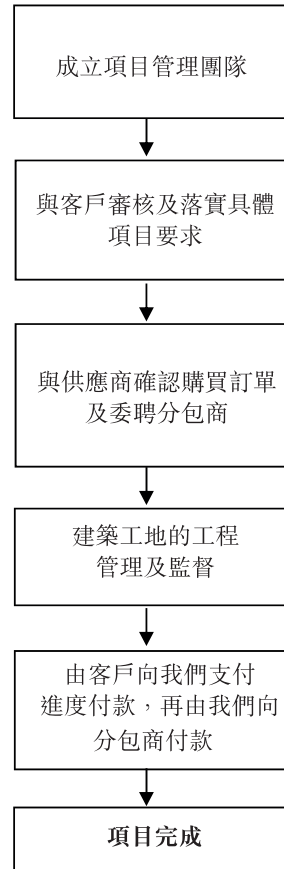 成立項目管理團隊
與客戶審核及落實具體
項目要求
與供應商確認購買訂單
及委聘分包商
建築工地的工程
管理及監督
由客戶向我們支付
進度付款，再由我們向
分包商付款
項目完成